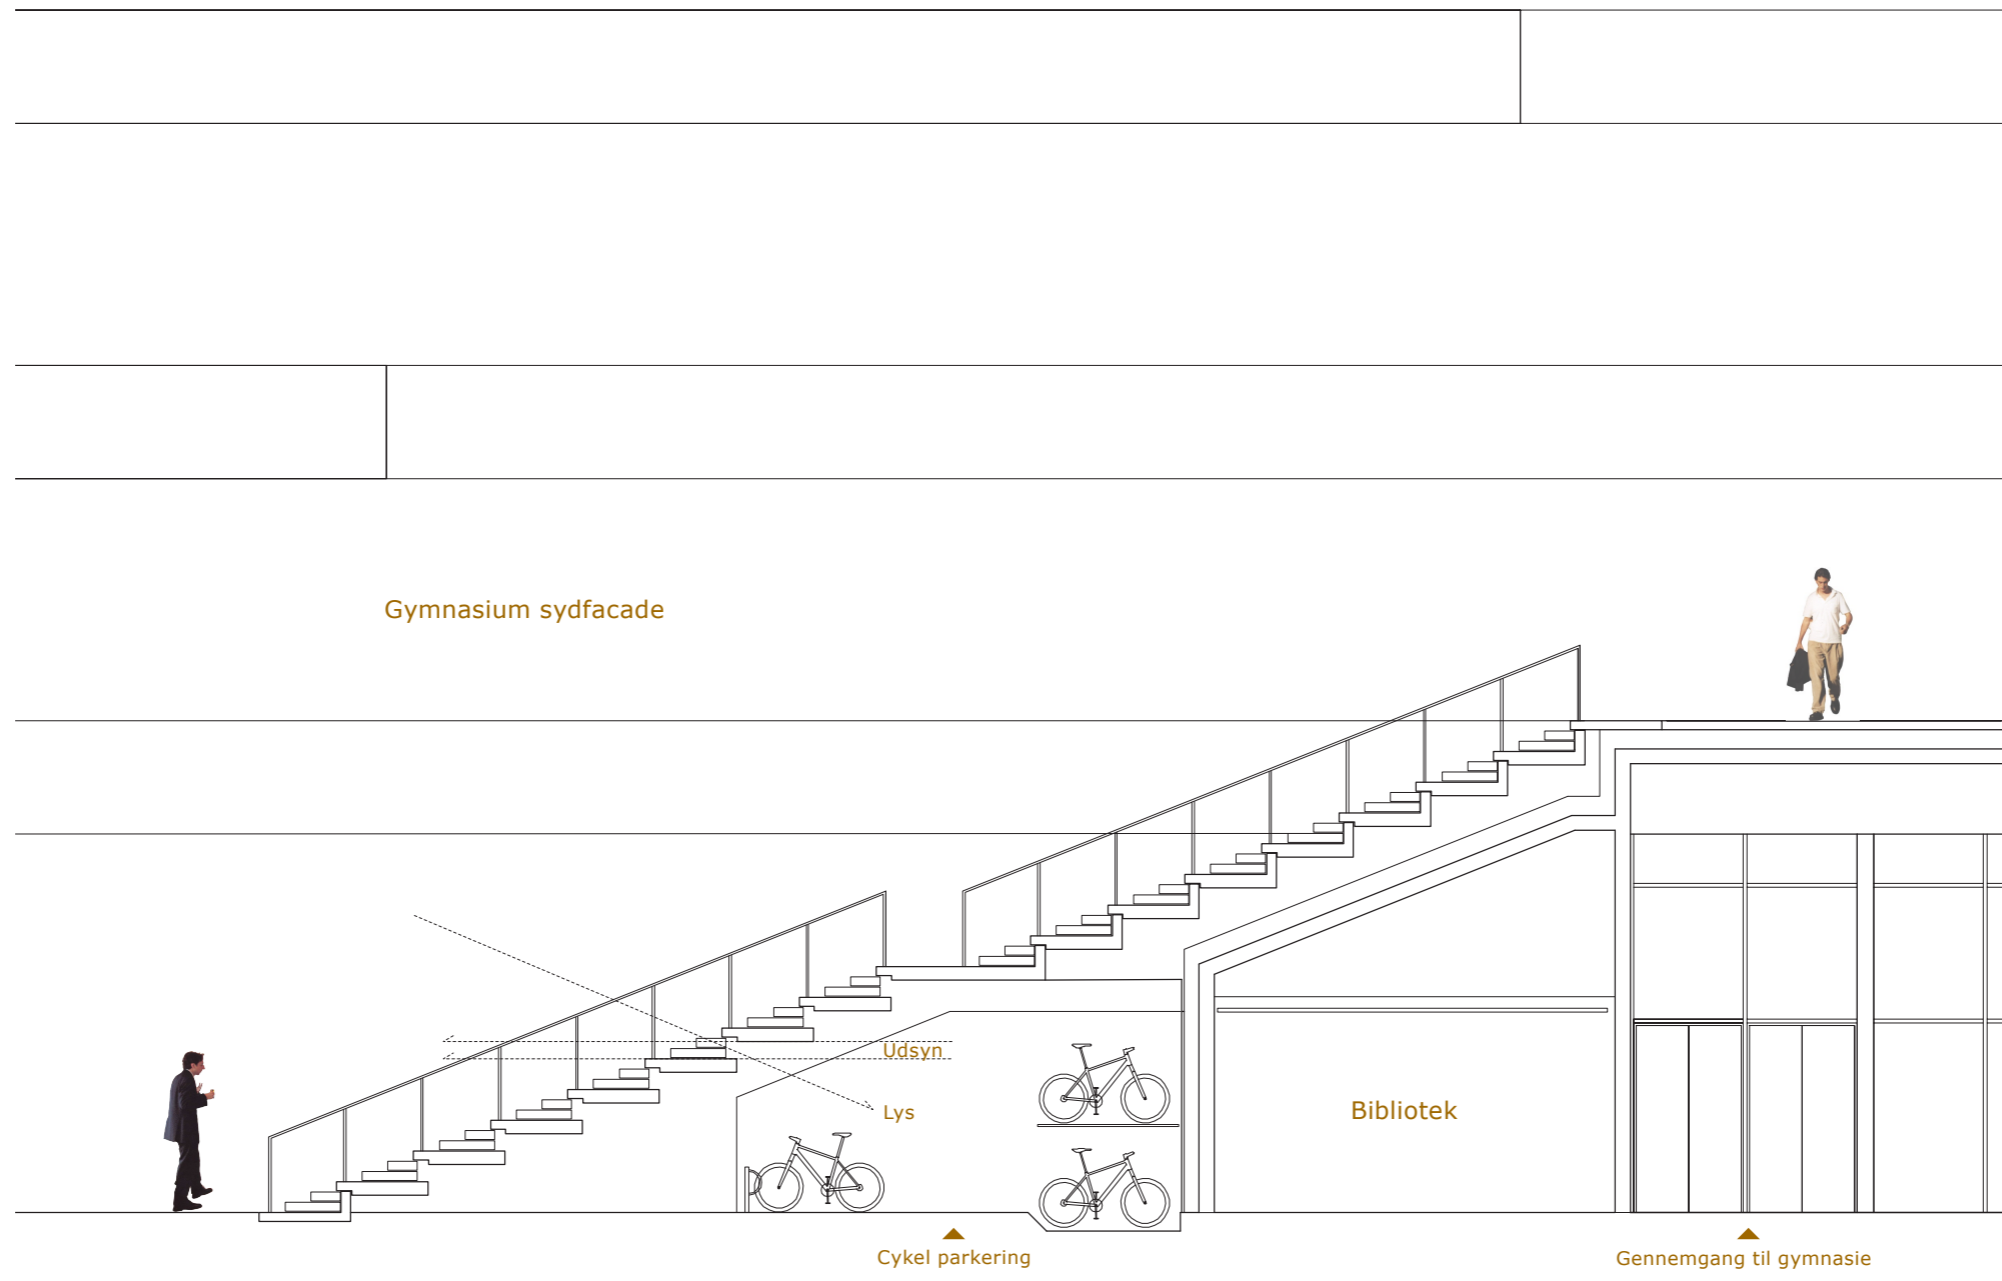 Gymnasium sydfacade
Udsyn
Lys
Bibliotek
Cykel parkering
Gennemgang til gymnasie